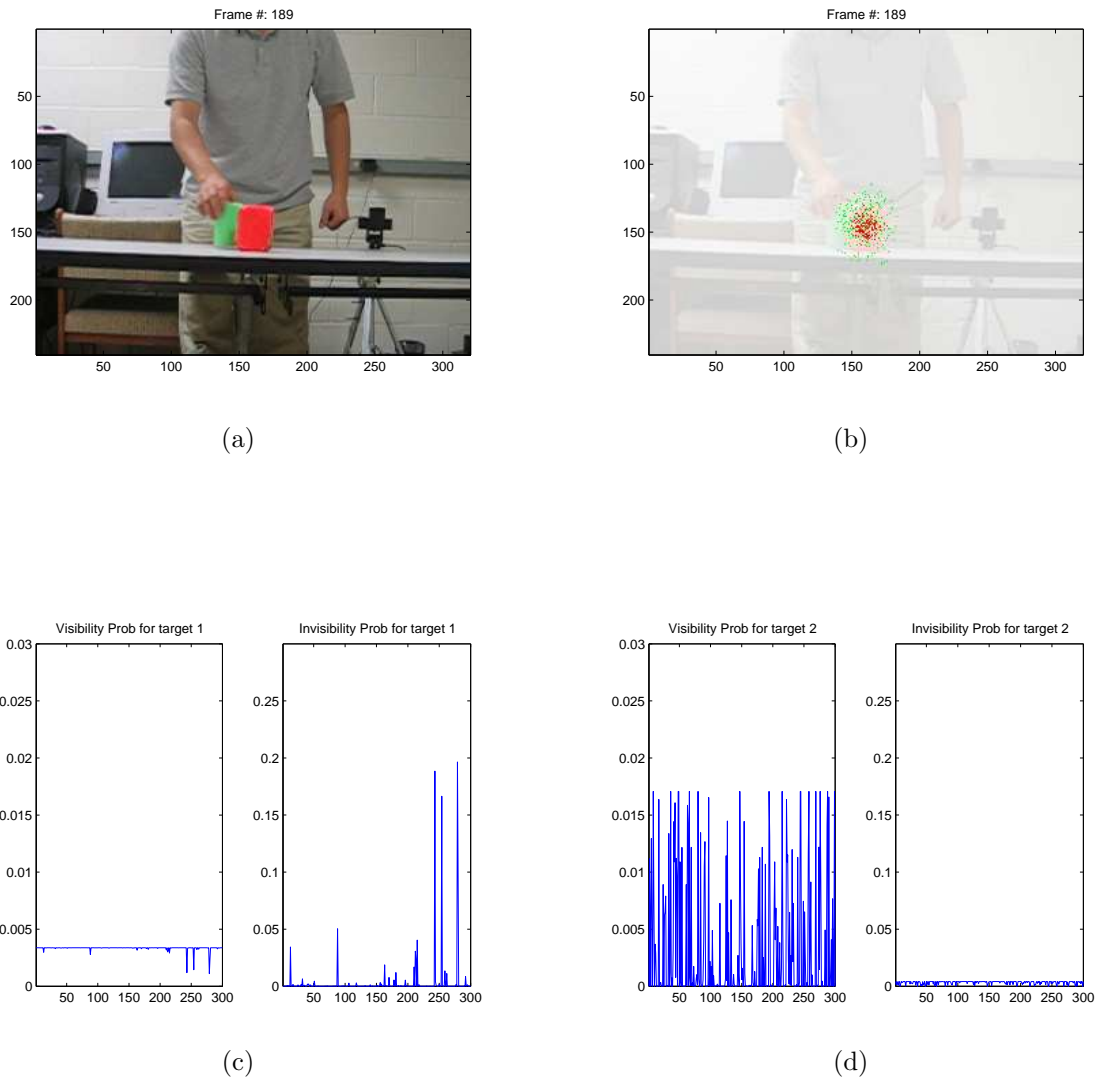 Frame #: 189
50
100
150
200
50 100 150 200 250 300
(a)
Frame #: 189
50
100
150
200
50 100 150 200 250 300
(b)
Visibility Prob for target 1
0.03
0.025
0.02
0.015
0.01
0.005
0
50 100 150 200 250 300
Invisibility Prob for target 1
0.25
0.2
0.15
0.1
0.05
0
50 100 150 200 250 300
(c)
Visibility Prob for target 2
0.03
0.025
0.02
0.015
0.01
0.005
0
50 100 150 200 250 300
Invisibility Prob for target 2
0.25
0.2
0.15
0.1
0.05
0
50 100 150 200 250 300
(d)